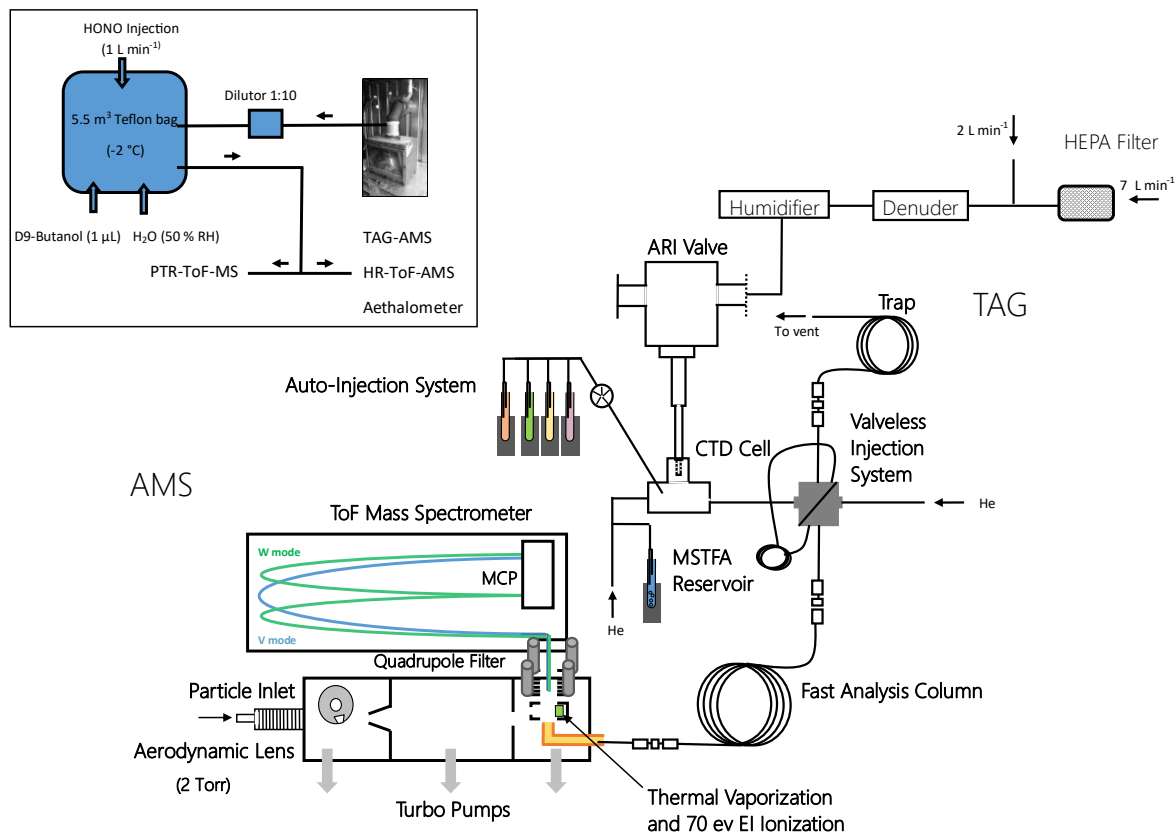 HONO Injection
(1 L min⁻¹)
Dilutor 1:10
5.5 m³ Teflon bag
(-2 °C)
D9-Butanol (1 µL)
H₂O (50 % RH)
TAG-AMS
PTR-ToF-MS
HR-ToF-AMS
Aethalometer
2 L min⁻¹
HEPA Filter
7 L min⁻¹
Humidifier
Denuder
ARI Valve
TAG
Trap
To vent
Auto-Injection System
Valveless
Injection
System
CTD Cell
He
AMS
ToF Mass Spectrometer
W mode
MCP
V mode
MSTFA
Reservoir
He
Quadrupole Filter
Particle Inlet
Fast Analysis Column
Aerodynamic Lens
(2 Torr)
Turbo Pumps
Thermal Vaporization
and 70 ev EI Ionization